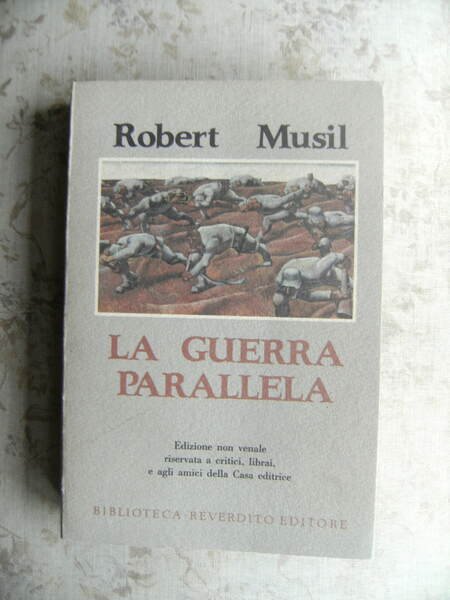 Robert Musil
LA GUERRA
PARALLELA
Edizione non venale
riservata a critici, librai,
e agli amici della Casa editrice
BIBLIOTECA · REVERDITO EDITORE